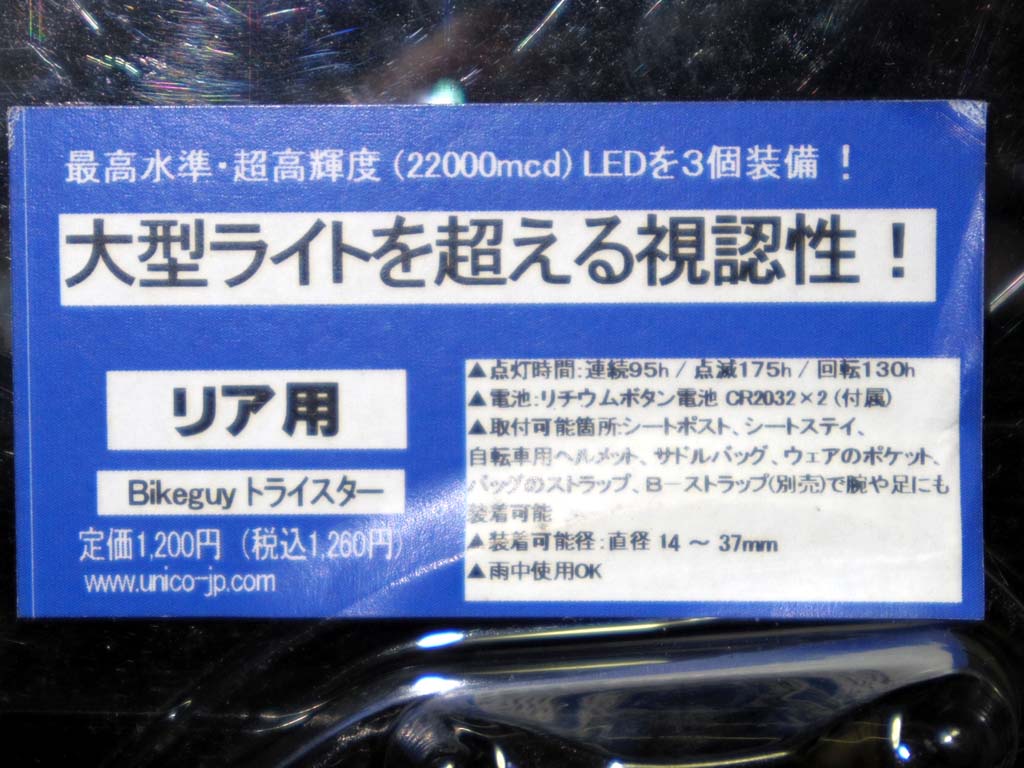 最高水準・超高輝度(22000mcd)LEDを3個装備！
大型ライトを超える視認性！
リア用
Bikeguyトライスター
定価1,200円 (税込1,260円)
www.unico-jp.com
▲点灯時間:連続95h / 点滅175h / 回転130h
▲電池:リチウムボタン電池 CR2032×2(付属)
▲取付可能箇所:シートポスト、シートステイ、
自転車用ヘルメット、サドルバッグ、ウェアのポケット、
バッグのストラップ、B-ストラップ(別売)で腕や足にも
装着可能
▲装着可能径:直径 14 ～ 37mm
▲雨中使用OK